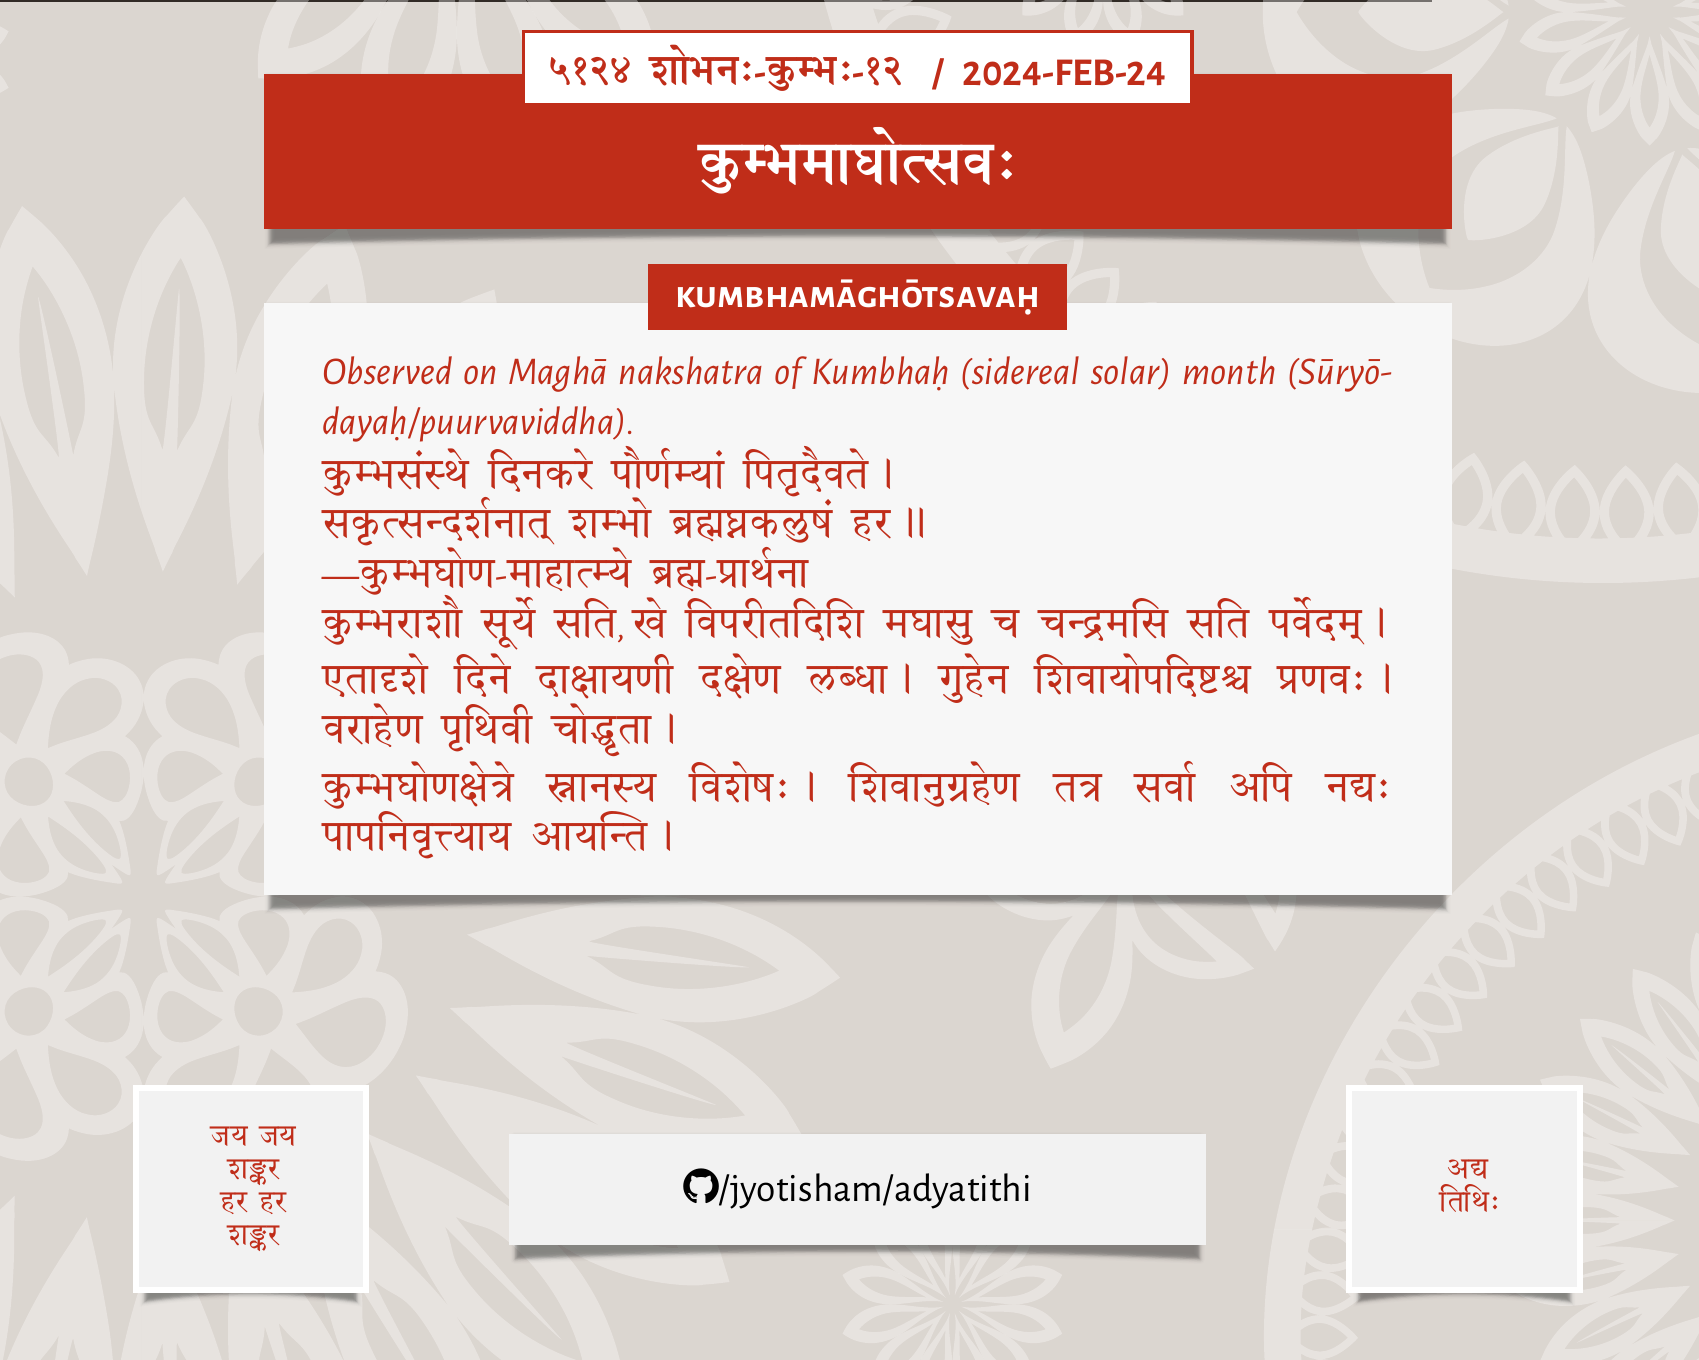 ५१२४ शोभनः-कुम्भः-१२ / 2024-FEB-24
कुम्भमाघोत्सवः
KUMBHAMĀGHŌTSAVAḤ
Observed on Maghā nakshatra of Kumbhaḥ (sidereal solar) month (Sūryō-
dayaḥ/puurvaviddha).
कुम्भसंस्थे दिनकरे पौर्णम्यां पितृदैवते।
सकृत्सन्दर्शनात् शम्भो ब्रह्मघ्नकलुषं हर॥
—कुम्भघोण-माहात्म्ये ब्रह्म-प्रार्थना
कुम्भराशौ सूर्ये सति, खे विपरीतदिशि मघासु च चन्द्रमसि सति पर्वेदम्।
एतादृशे दिने दाक्षायणी दक्षेण लब्धा। गुहेन शिवायोपदिष्टश्च प्रणवः।
वराहेण पृथिवी चोद्धृता।
कुम्भघोणक्षेत्रे स्नानस्य विशेषः। शिवानुग्रहेण तत्र सर्वा अपि नद्यः
पापनिवृत्त्याय आयन्ति।
जय जय
शङ्कर
हर हर
शङ्कर
/jyotisham/adyatithi
अद्य
तिथिः